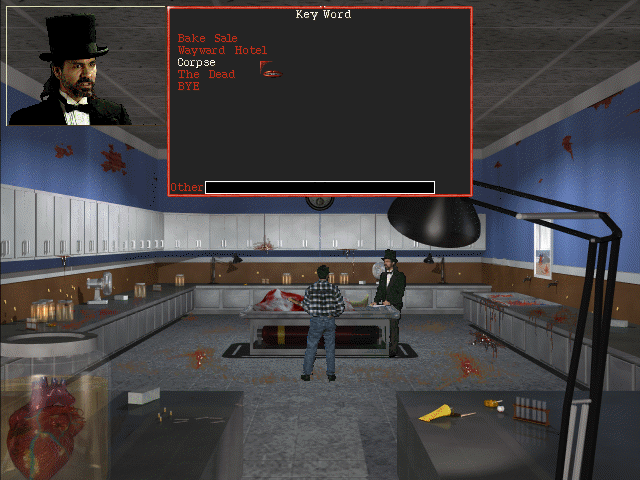 Key Word
Bake Sale
Wayward Hotel
Corpse
The Dead
BYE
Other